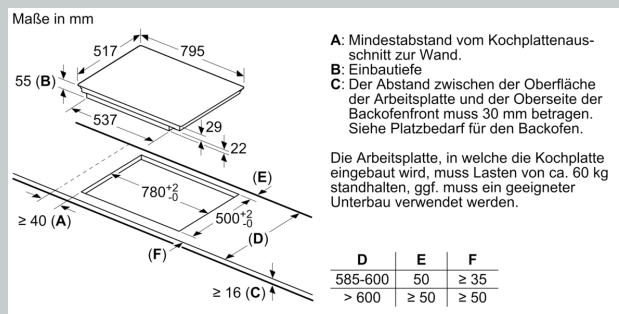 Maße in mm
517
795
55 (B)
537
29
22
(E)
780 +2 -0
500 +2 -0
≥ 40 (A)
(D)
(F)
≥ 16 (C)
A: Mindestabstand vom Kochplattenaus-
schnitt zur Wand.
B: Einbautiefe
C: Der Abstand zwischen der Oberfläche
der Arbeitsplatte und der Oberseite der
Backofenfront muss 30 mm betragen.
Siehe Platzbedarf für den Backofen.
Die Arbeitsplatte, in welche die Kochplatte
eingebaut wird, muss Lasten von ca. 60 kg
standhalten, ggf. muss ein geeigneter
Unterbau verwendet werden.
D E F
585-600 50 ≥ 35
> 600 ≥ 50 ≥ 50